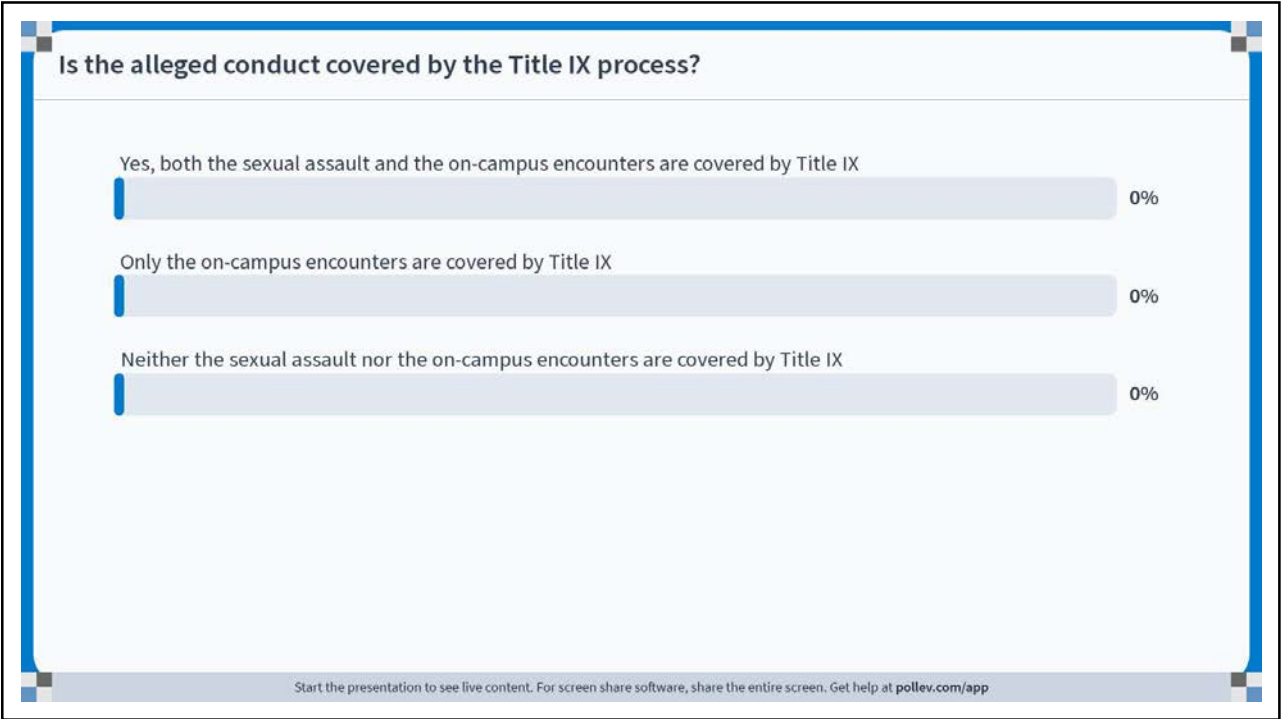 Is the alleged conduct covered by the Title IX process?
Yes, both the sexual assault and the on-campus encounters are covered by Title IX
0%
Only the on-campus encounters are covered by Title IX
0%
Neither the sexual assault nor the on-campus encounters are covered by Title IX
0%
Start the presentation to see live content. For screen share software, share the entire screen. Get help at pollev.com/app